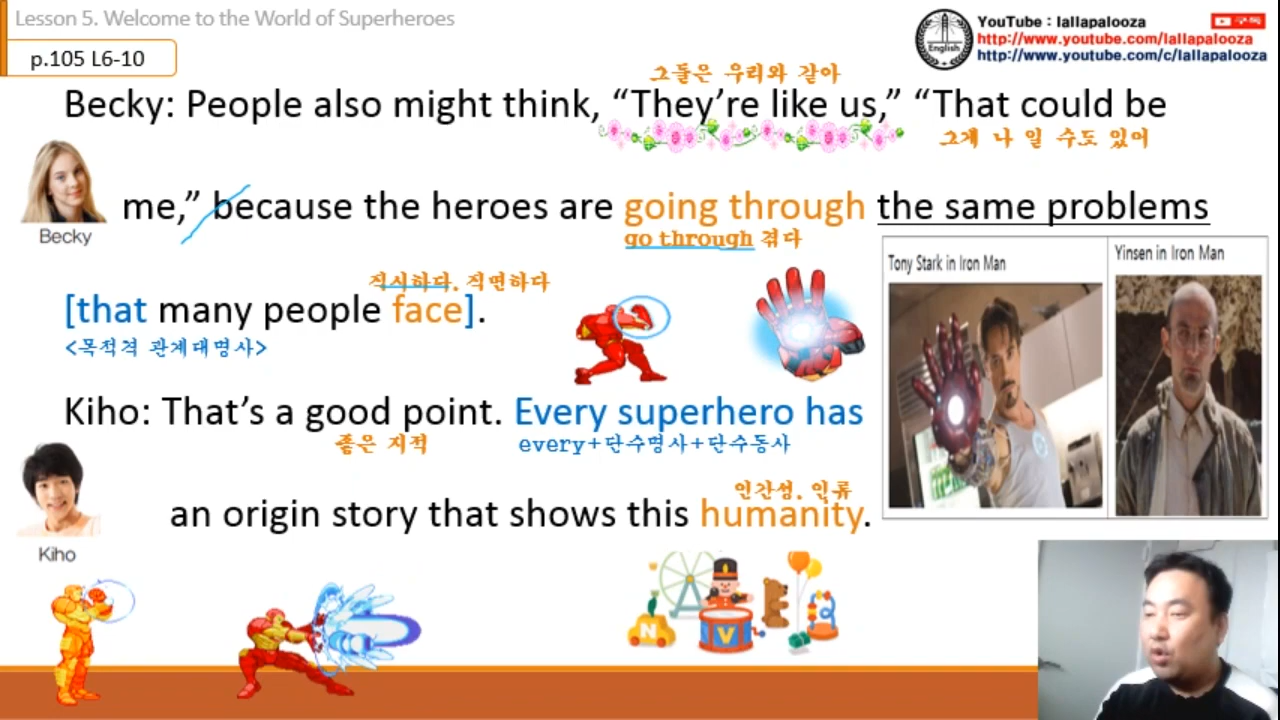 Lesson 5. Welcome to the World of Superheroes
p.105 L6-10
English
YouTube : lallapalooza
구독
http://www.youtube.com/lallapalooza
http://www.youtube.com/c/lallapalooza
그들은 우리와 같아
Becky: People also might think, “They’re like us,” “That could be
그게 나 일 수도 있어
me,” because the heroes are going through the same problems
Becky
go through 겪다
직시하다, 직면하다
[that many people face].
<목적격 관계대명사>
Tony Stark in Iron Man
Yinsen in Iron Man
Kiho: That’s a good point. Every superhero has
좋은 지적
every+단수명사+단수동사
인간성, 인류
an origin story that shows this humanity.
Kiho
N V